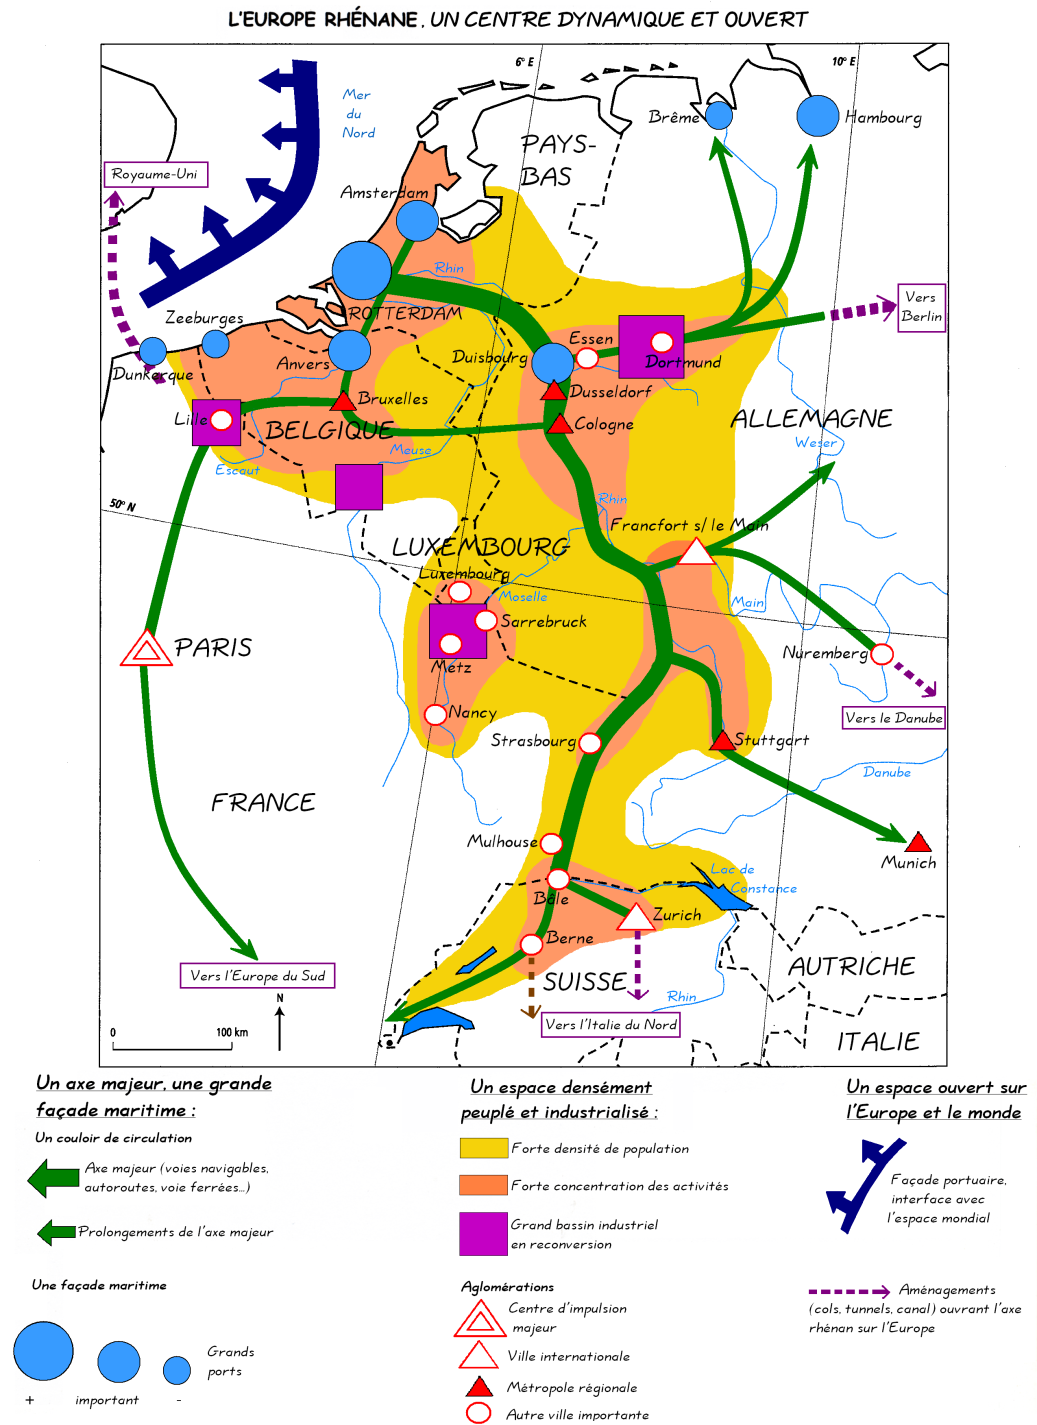 L'EUROPE RHÉNANE, UN CENTRE DYNAMIQUE ET OUVERT
6° E
10° E
Mer
du
Nord
Brême
Hambourg
PAYS-
BAS
Royaume-Uni
Amsterdam
Rhin
Vers
Berlin
ROTTERDAM
Zeeburges
Essen
Duisbourg
Dortmund
Anvers
Dunkerque
Dusseldorf
Bruxelles
Lille
BELGIQUE
Cologne
ALLEMAGNE
Weser
Meuse
Escaut
Rhin
50° N
Francfort s/ le Main
LUXEMBOURG
Luxembourg
Moselle
Main
Sarrebruck
PARIS
Nuremberg
Metz
Nancy
Vers le Danube
Strasbourg
Stuttgart
Danube
FRANCE
Mulhouse
Munich
Lac de
Constance
Bâle
Zurich
Berne
Vers l'Europe du Sud
SUISSE
AUTRICHE
Rhin
N
Vers l'Italie du Nord
0
100 km
ITALIE
Un axe majeur, une grande
façade maritime :
Un couloir de circulation
Axe majeur (voies navigables,
autoroutes, voie ferrées...)
Prolongements de l'axe majeur
Une façade maritime
Grands
ports
+
important
-
Un espace densément
peuplé et industrialisé :
Forte densité de population
Forte concentration des activités
Grand bassin industriel
en reconversion
Aglomérations
Centre d'impulsion
majeur
Ville internationale
Métropole régionale
Autre ville importante
Un espace ouvert sur
l'Europe et le monde
Façade portuaire,
interface avec
l'espace mondial
Aménagements
(cols, tunnels, canal) ouvrant l'axe
rhénan sur l'Europe